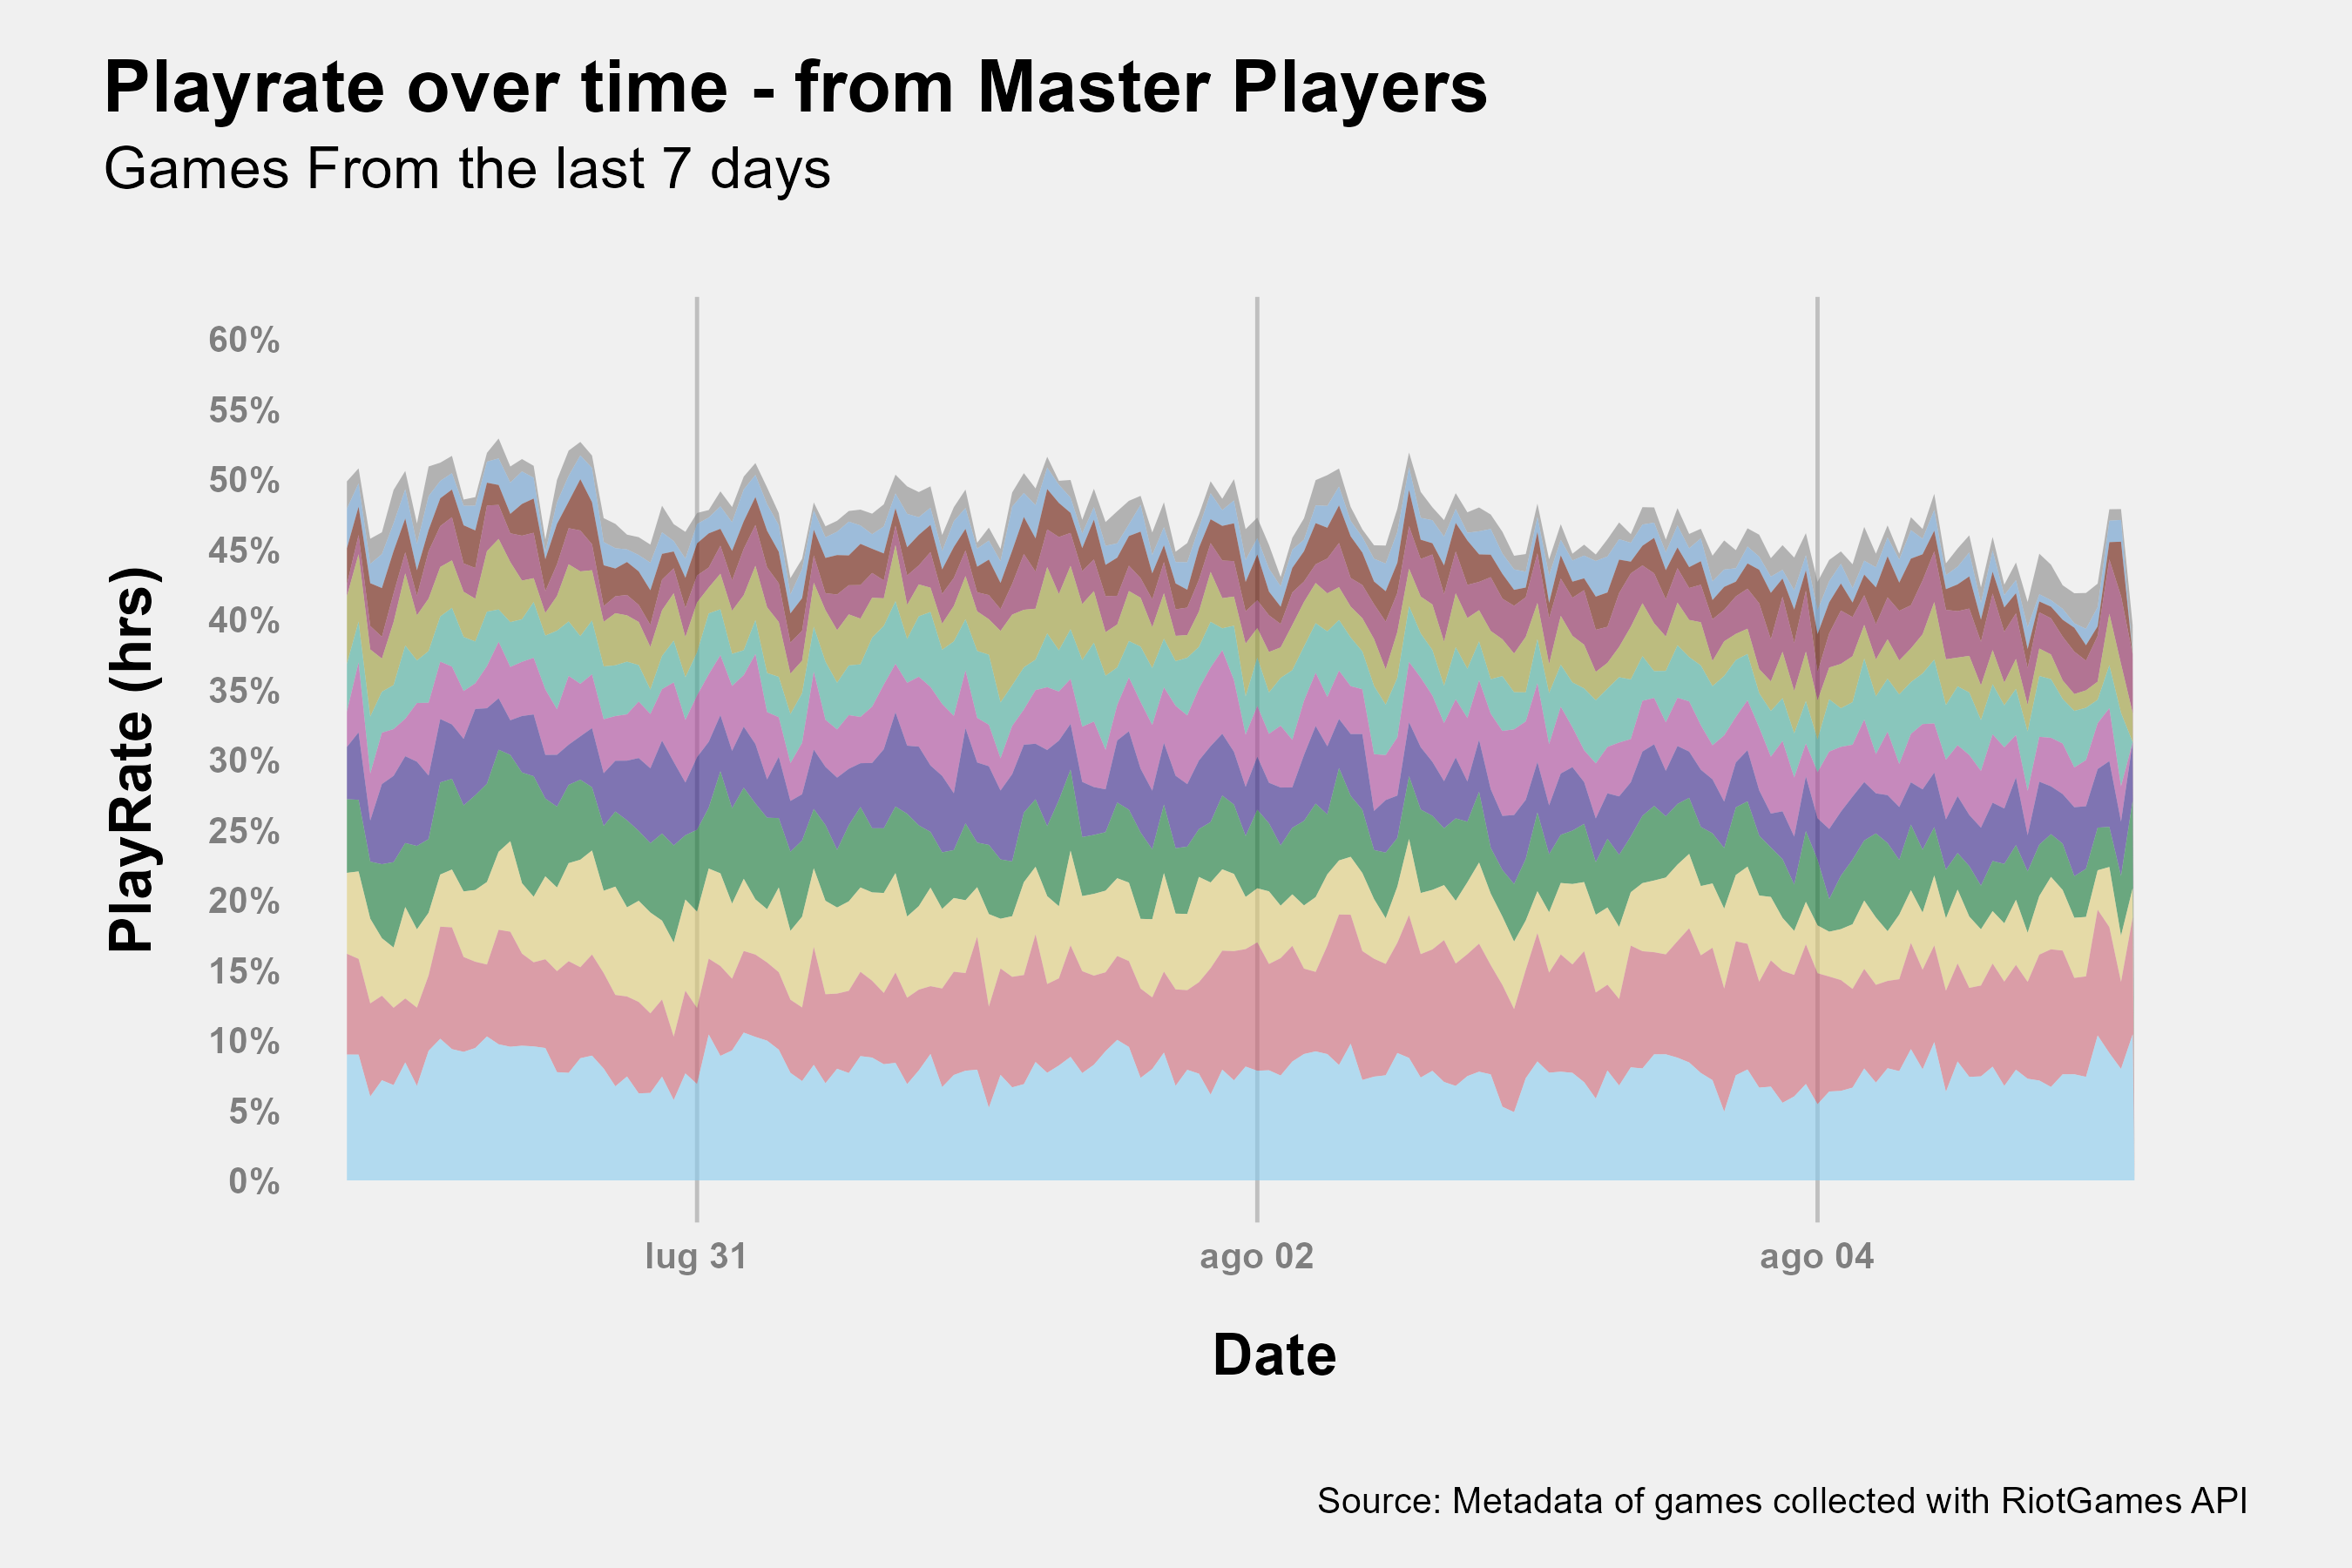 Playrate over time - from Master Players
Games From the last 7 days
PlayRate (hrs)
60%
55%
50%
45%
40%
35%
30%
25%
20%
15%
10%
5%
0%
lug 31
ago 02
ago 04
Date
Source: Metadata of games collected with RiotGames API